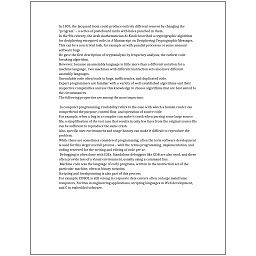 In 1801, the Jacquard loom could produce entirely different weaves by changing the
"program" – a series of pasteboard cards with holes punched in them.
In the 9th century, the Arab mathematician Al-Kindi described a cryptographic algorithm
for deciphering encrypted code, in A Manuscript on Deciphering Cryptographic Messages.
This can be a non-trivial task, for example as with parallel processes or some unusual
software bugs.
He gave the first description of cryptanalysis by frequency analysis, the earliest code-
breaking algorithm.
However, because an assembly language is little more than a different notation for a
machine language, two machines with different instruction sets also have different
assembly languages.
Unreadable code often leads to bugs, inefficiencies, and duplicated code.
Expert programmers are familiar with a variety of well-established algorithms and their
respective complexities and use this knowledge to choose algorithms that are best suited to
the circumstances.
The following properties are among the most important:
In computer programming, readability refers to the ease with which a human reader can
comprehend the purpose, control flow, and operation of source code.
For example, when a bug in a compiler can make it crash when parsing some large source
file, a simplification of the test case that results in only few lines from the original source file
can be sufficient to reproduce the same crash.
Also, specific user environment and usage history can make it difficult to reproduce the
problem.
While these are sometimes considered programming, often the term software development
is used for this larger overall process – with the terms programming, implementation, and
coding reserved for the writing and editing of code per se.
Debugging is often done with IDEs. Standalone debuggers like GDB are also used, and these
often provide less of a visual environment, usually using a command line.
Machine code was the language of early programs, written in the instruction set of the
particular machine, often in binary notation.
Scripting and breakpointing is also part of this process.
For example, COBOL is still strong in corporate data centers often on large mainframe
computers, Fortran in engineering applications, scripting languages in Web development,
and C in embedded software.